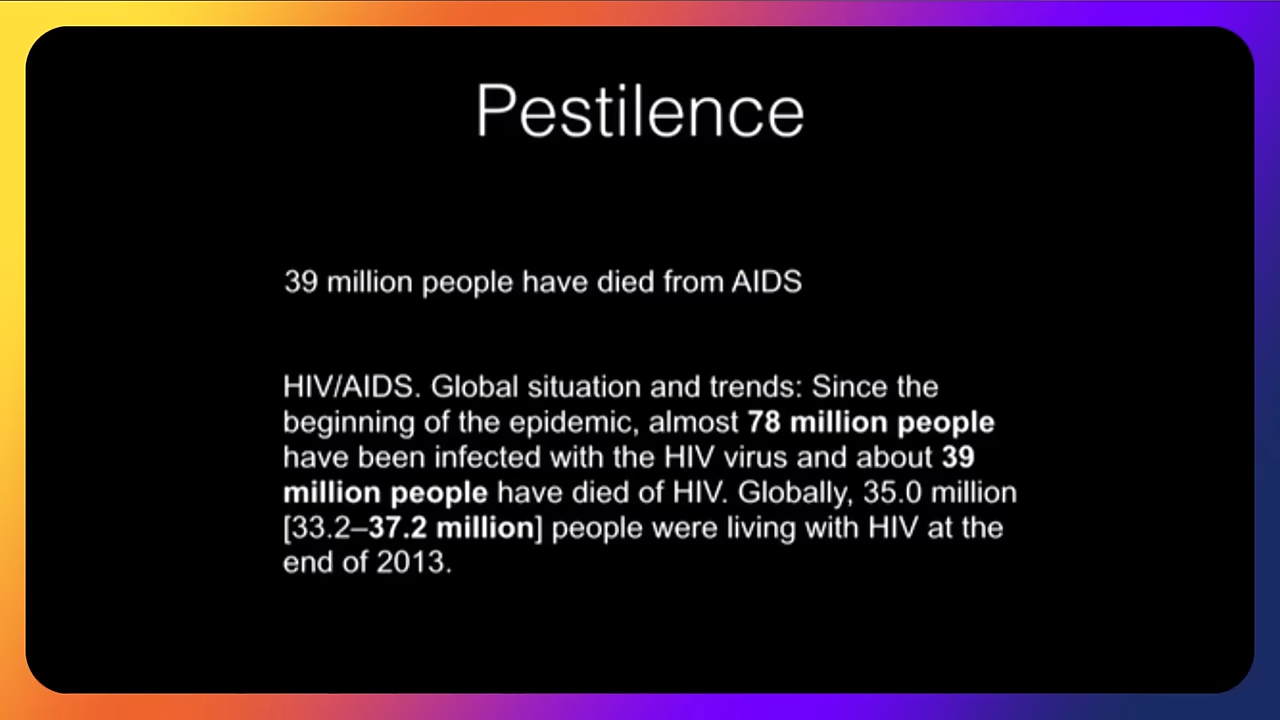 Pestilence
39 million people have died from AIDS
HIV/AIDS. Global situation and trends: Since the
beginning of the epidemic, almost 78 million people
have been infected with the HIV virus and about 39
million people have died of HIV. Globally, 35.0 million
[33.2–37.2 million] people were living with HIV at the
end of 2013.